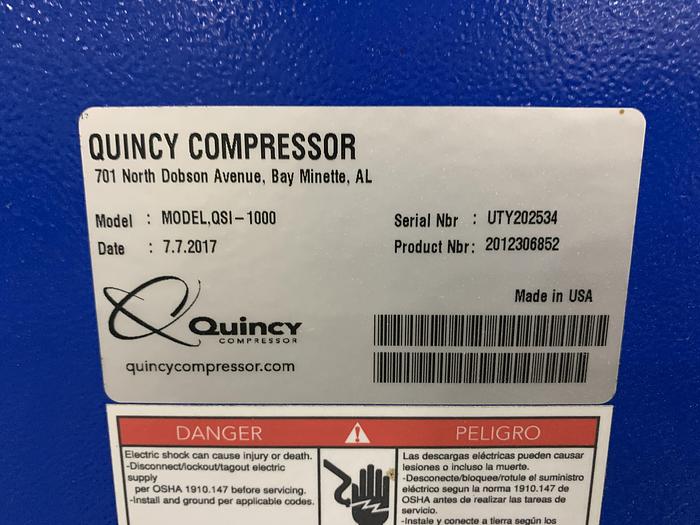 QUINCY COMPRESSOR
701 North Dobson Avenue, Bay Minette, AL
Model : MODEL,QSI-1000
Serial Nbr : UTY202534
Date : 7.7.2017
Product Nbr: 2012306852
Made in USA
Quincy
COMPRESSOR
quincycompressor.com
DANGER
Electric shock can cause injury or death.
-Disconnect/lockout/tagout electric
supply
per OSHA 1910.147 before servicing.
-Install and ground per applicable codes.
PELIGRO
Las descargas eléctricas pueden causar
lesiones o incluso la muerte.
-Desconecte/bloquee/rotule el suministro
eléctrico segun la norma 1910.147 de
OSHA antes de realizar las tareas de
servicio.
-Instale y conecte a tierra según los